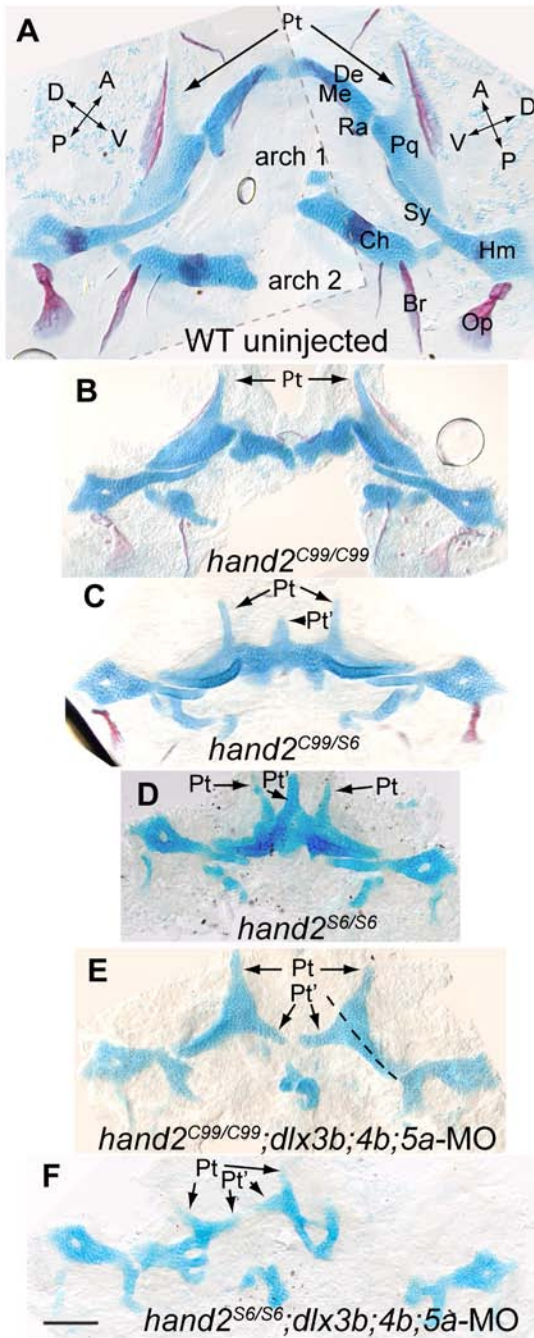 A
Pt
D A
P V
De
Me
Ra
Pq
A
V D
P
arch 1
Sy
Ch
Hm
arch 2
Br
Op
WT uninjected
B
Pt
hand2C99/C99
C
Pt
Pt'
hand2C99/S6
D
Pt Pt' Pt
hand2S6/S6
E
Pt
Pt'
hand2C99/C99;dlx3b;4b;5a-MO
F
Pt
Pt'
hand2S6/S6;dlx3b;4b;5a-MO